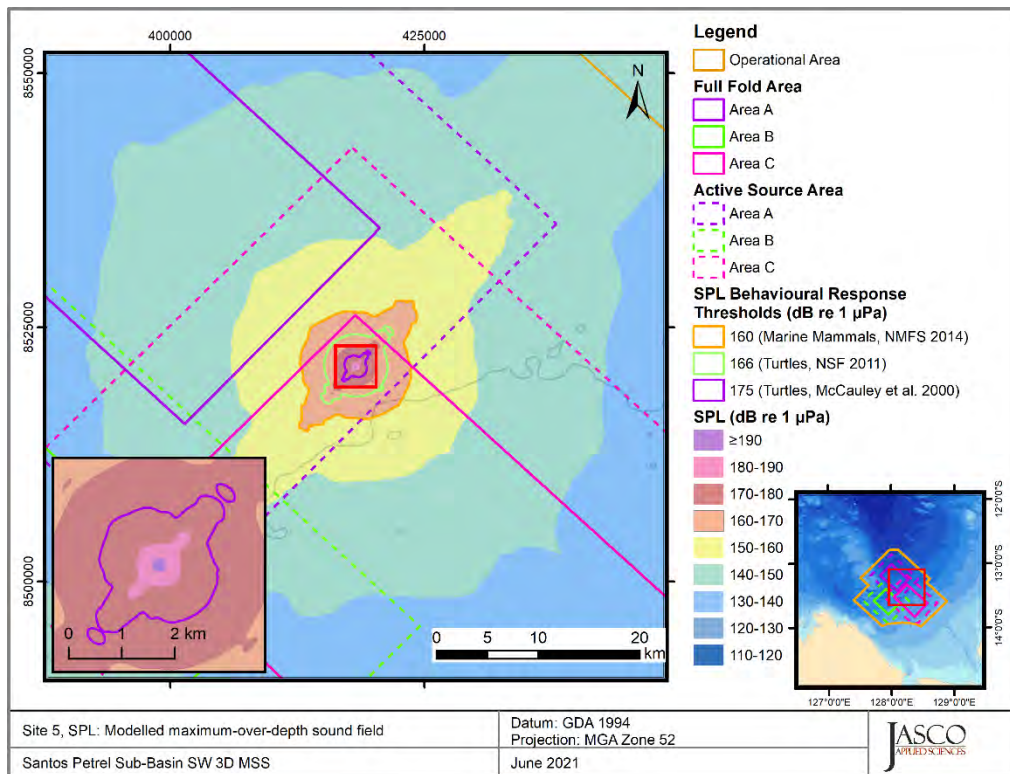 400000
425000
8550000
8525000
8500000
N
0 1 2 km
0 5 10 20
km
Legend
Operational Area
Full Fold Area
Area A
Area B
Area C
Active Source Area
Area A
Area B
Area C
SPL Behavioural Response
Thresholds (dB re 1 µPa)
160 (Marine Mammals, NMFS 2014)
166 (Turtles, NSF 2011)
175 (Turtles, McCauley et al. 2000)
SPL (dB re 1 µPa)
≥190
180-190
170-180
160-170
150-160
140-150
130-140
120-130
110-120
12°0'0"S
13°0'0"S
14°0'0"S
127°0'0"E
128°0'0"E
129°0'0"E
Site 5, SPL: Modelled maximum-over-depth sound field
Datum: GDA 1994
Projection: MGA Zone 52
Santos Petrel Sub-Basin SW 3D MSS
June 2021
JASCO
APPLIED SCIENCES